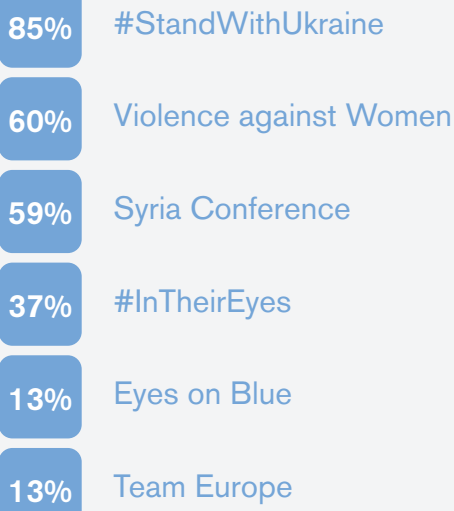 85% #StandWithUkraine
60% Violence against Women
59% Syria Conference
37% #InTheirEyes
13% Eyes on Blue
13% Team Europe